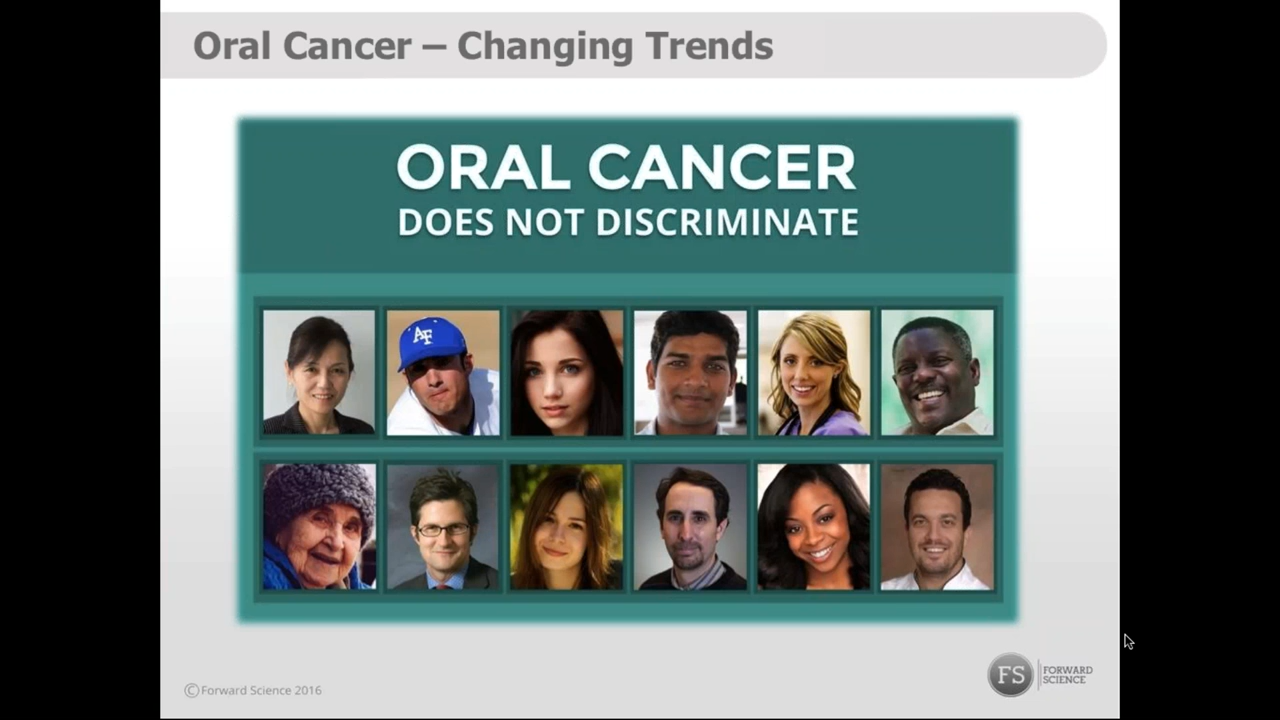 Oral Cancer – Changing Trends
ORAL CANCER
DOES NOT DISCRIMINATE
AF
©Forward Science 2016
FS
FORWARD
SCIENCE